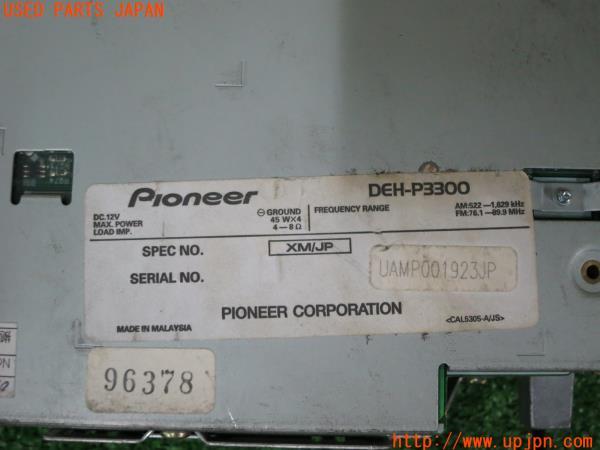 USED PARTS JAPAN
Pioneer
DEH-P3300
DC.12V ⊖ GROUND
MAX. POWER 45 W×4
LOAD IMP. 4—8Ω
FREQUENCY RANGE AM:522—1,629 kHz
FM:76.1—89.9 MHz
SPEC NO. XM/JP
SERIAL NO. UAMP001923JP
PIONEER CORPORATION
MADE IN MALAYSIA
<CAL5305-A/JS>
96378
http://www.upjpn.com/